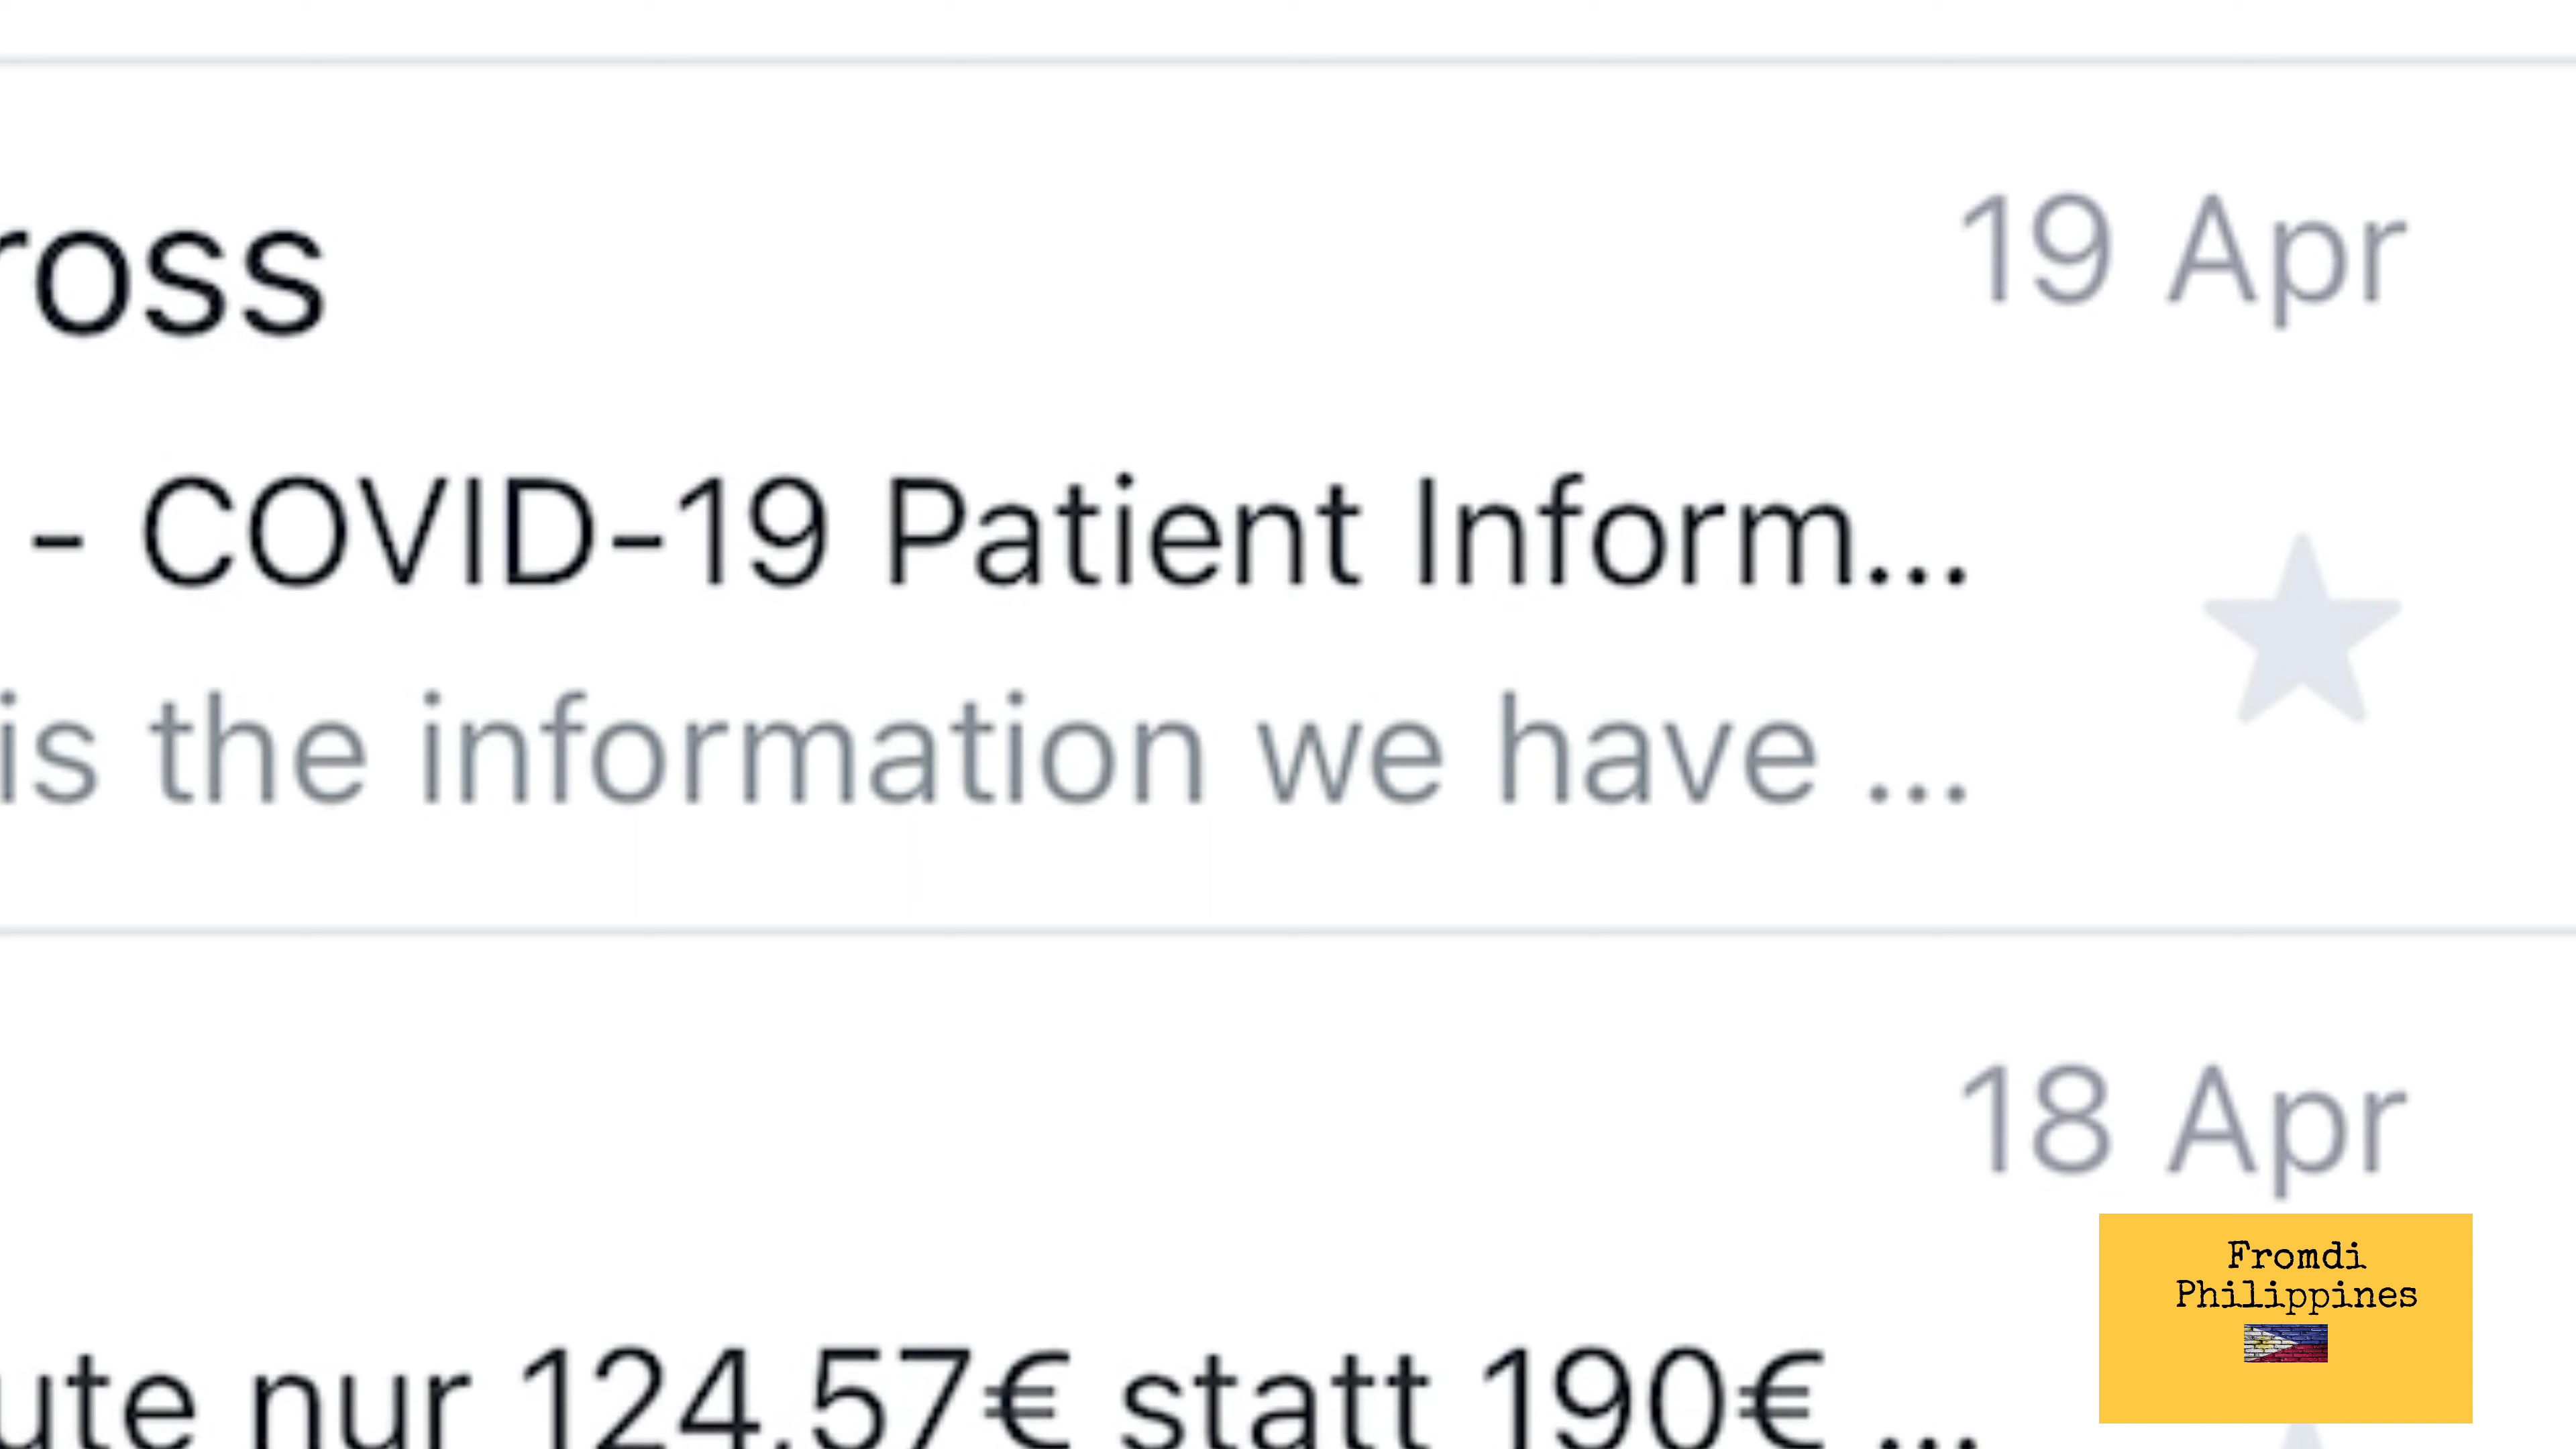 ross
19 Apr
- COVID-19 Patient Inform...
is the information we have ...
18 Apr
Fromdi
Philippines
ute nur 124,57€ statt 190€ ...